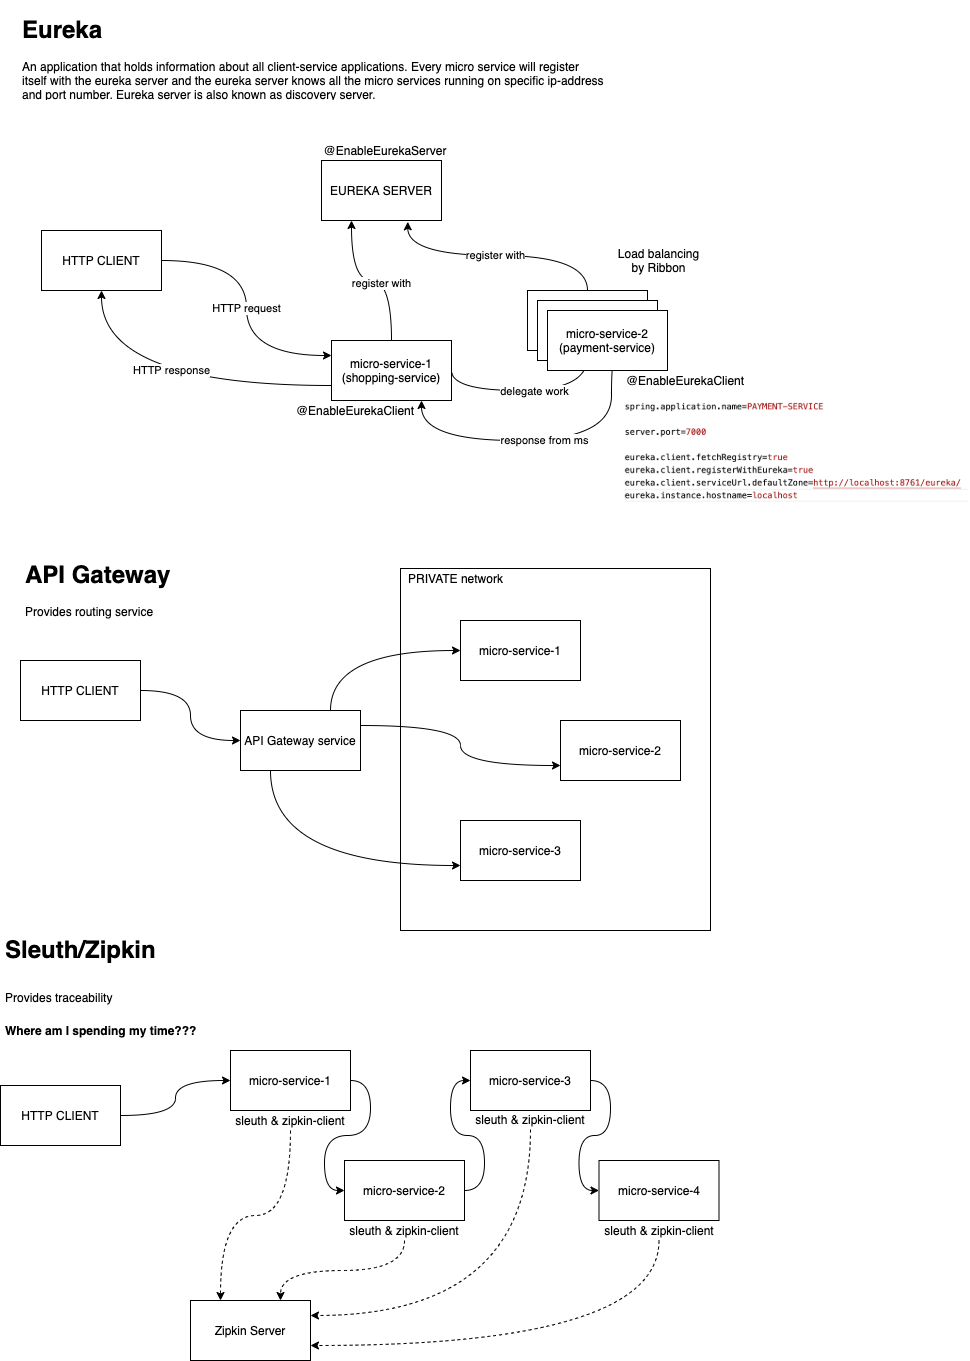 Eureka
An application that holds information about all client-service applications. Every micro service will register
itself with the eureka server and the eureka server knows all the micro services running on specific ip-address
and port number. Eureka server is also known as discovery server.
@EnableEurekaServer
EUREKA SERVER
HTTP CLIENT
register with
Load balancing
by Ribbon
register with
HTTP request
micro-service-2
(payment-service)
micro-service-1
(shopping-service)
HTTP response
@EnableEurekaClient
delegate work
@EnableEurekaClient
response from ms
spring.application.name=PAYMENT-SERVICE
server.port=7000
eureka.client.fetchRegistry=true
eureka.client.registerWithEureka=true
eureka.client.serviceUrl.defaultZone=http://localhost:8761/eureka/
eureka.instance.hostname=localhost
API Gateway
Provides routing service
PRIVATE network
HTTP CLIENT
API Gateway service
micro-service-1
micro-service-2
micro-service-3
Sleuth/Zipkin
Provides traceability
Where am I spending my time???
HTTP CLIENT
micro-service-1
sleuth & zipkin-client
micro-service-2
sleuth & zipkin-client
micro-service-3
sleuth & zipkin-client
micro-service-4
sleuth & zipkin-client
Zipkin Server